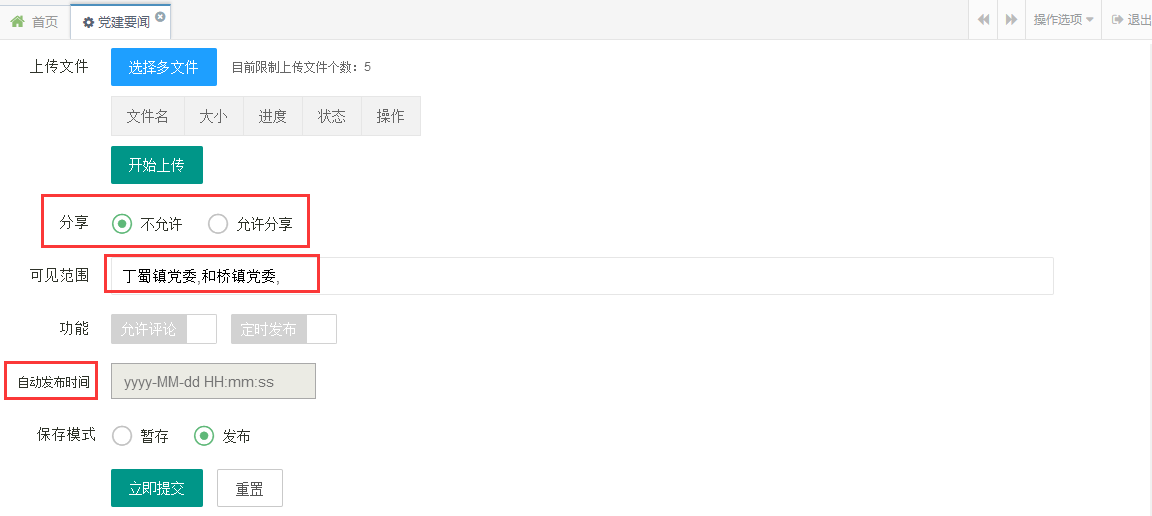 首页 党建要闻 操作选项 退出
上传文件 选择多文件 目前限制上传文件个数：5
文件名 大小 进度 状态 操作
开始上传
分享 不允许 允许分享
可见范围 丁蜀镇党委,和桥镇党委,
功能 允许评论 定时发布
自动发布时间 yyyy-MM-dd HH:mm:ss
保存模式 暂存 发布
立即提交 重置